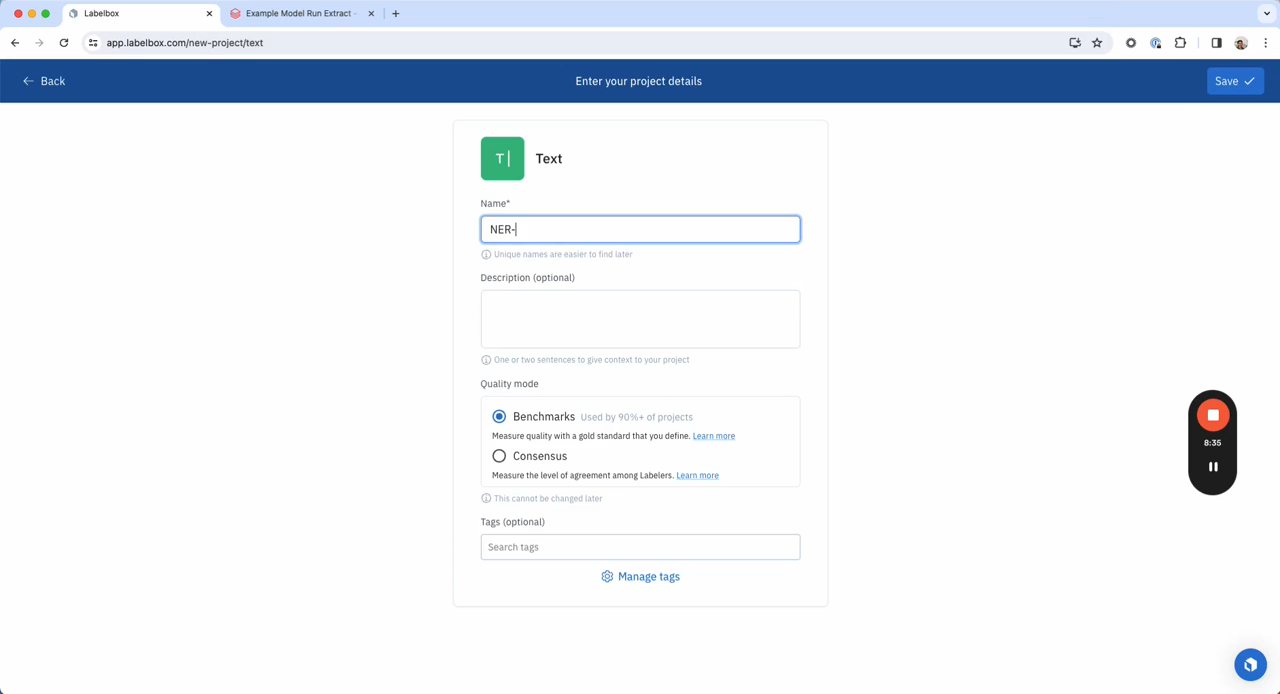 Labelbox
Example Model Run Extract -
app.labelbox.com/new-project/text
Back
Enter your project details
Save
T
Text
Name*
NER-
Unique names are easier to find later
Description (optional)
One or two sentences to give context to your project
Quality mode
Benchmarks Used by 90%+ of projects
Measure quality with a gold standard that you define. Learn more
Consensus
Measure the level of agreement among Labelers. Learn more
This cannot be changed later
Tags (optional)
Search tags
Manage tags
8:35